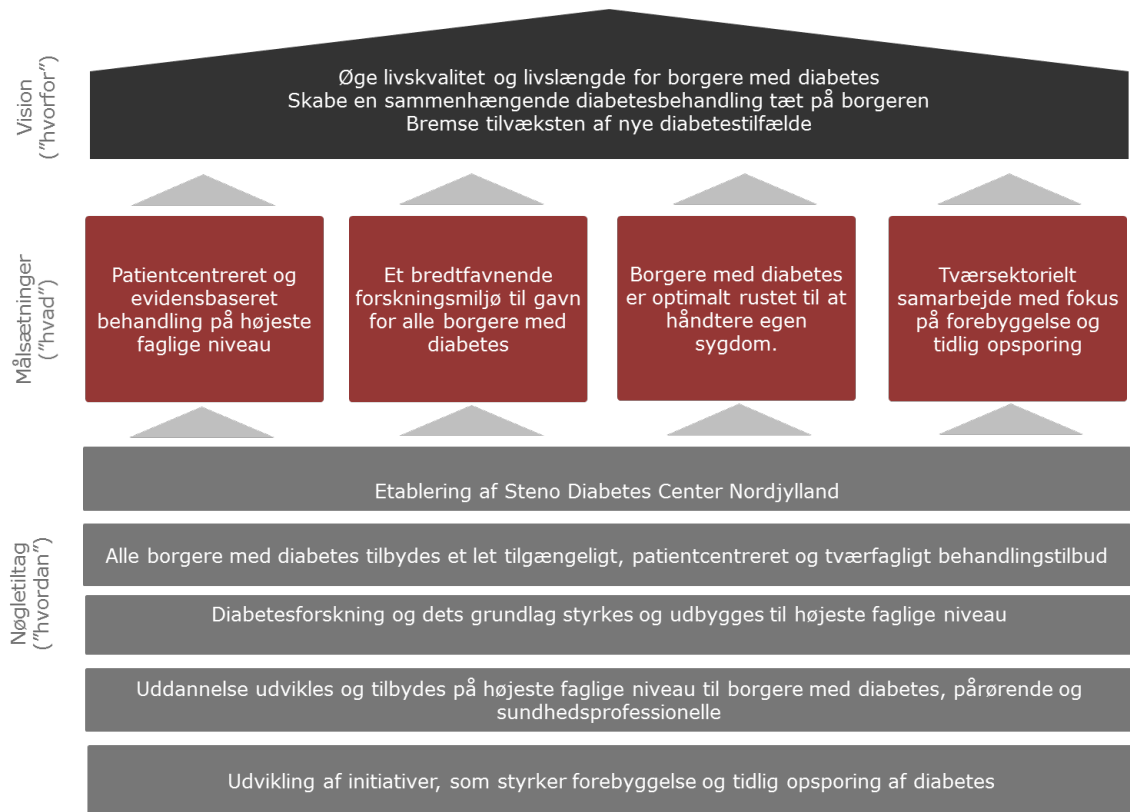 Vision
("hvorfor")
Øge livskvalitet og livslængde for borgere med diabetes
Skabe en sammenhængende diabetesbehandling tæt på borgeren
Bremse tilvæksten af nye diabetestilfælde
Målsætninger
("hvad")
Patientcentreret og
evidensbaseret
behandling på højeste
faglige niveau
Et bredtfavnende
forskningsmiljø til gavn
for alle borgere med
diabetes
Borgere med diabetes
er optimalt rustet til at
håndtere egen
sygdom.
Tværsektorielt
samarbejde med fokus
på forebyggelse og
tidlig opsporing
Nøgletiltag
("hvordan")
Etablering af Steno Diabetes Center Nordjylland
Alle borgere med diabetes tilbydes et let tilgængeligt, patientcentreret og tværfagligt behandlingstilbud
Diabetesforskning og dets grundlag styrkes og udbygges til højeste faglige niveau
Uddannelse udvikles og tilbydes på højeste faglige niveau til borgere med diabetes, pårørende og
sundhedsprofessionelle
Udvikling af initiativer, som styrker forebyggelse og tidlig opsporing af diabetes